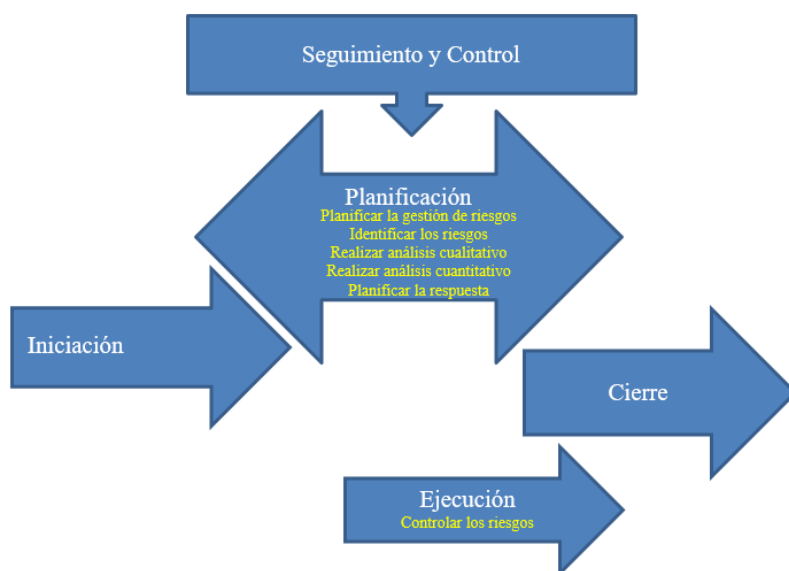 Seguimiento y Control
Planificación
Planificar la gestión de riesgos
Identificar los riesgos
Realizar análisis cualitativo
Realizar análisis cuantitativo
Planificar la respuesta
Iniciación
Cierre
Ejecución
Controlar los riesgos